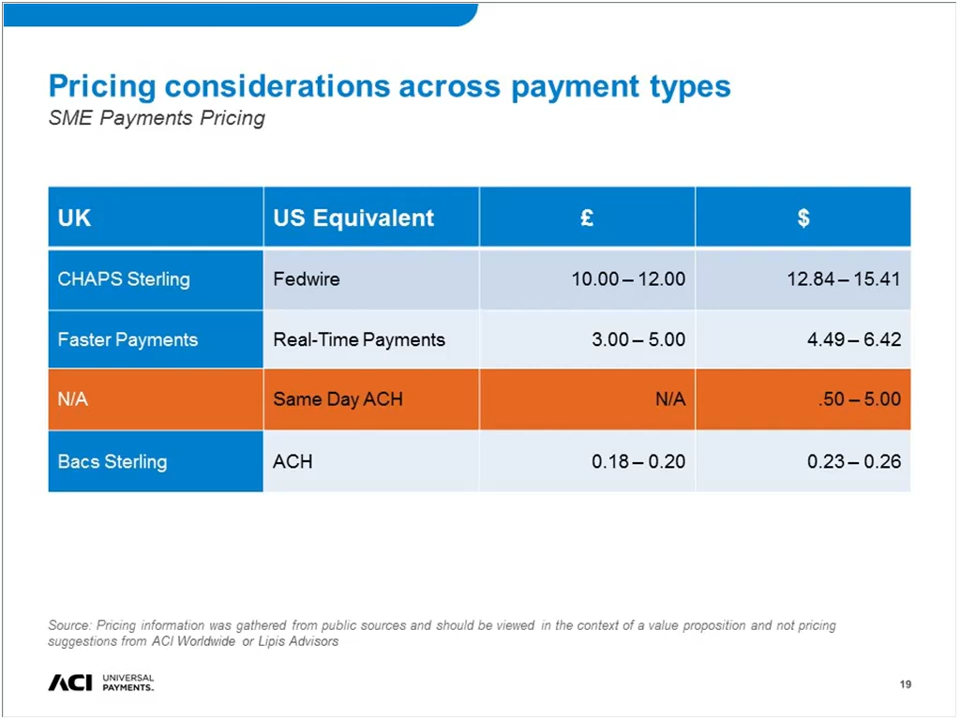 Pricing considerations across payment types
SME Payments Pricing
UK US Equivalent £ $
CHAPS Sterling Fedwire 10.00 – 12.00 12.84 – 15.41
Faster Payments Real-Time Payments 3.00 – 5.00 4.49 – 6.42
N/A Same Day ACH N/A .50 – 5.00
Bacs Sterling ACH 0.18 – 0.20 0.23 – 0.26
Source: Pricing information was gathered from public sources and should be viewed in the context of a value proposition and not pricing
suggestions from ACI Worldwide or Lipis Advisors
ACI UNIVERSAL
PAYMENTS.
19